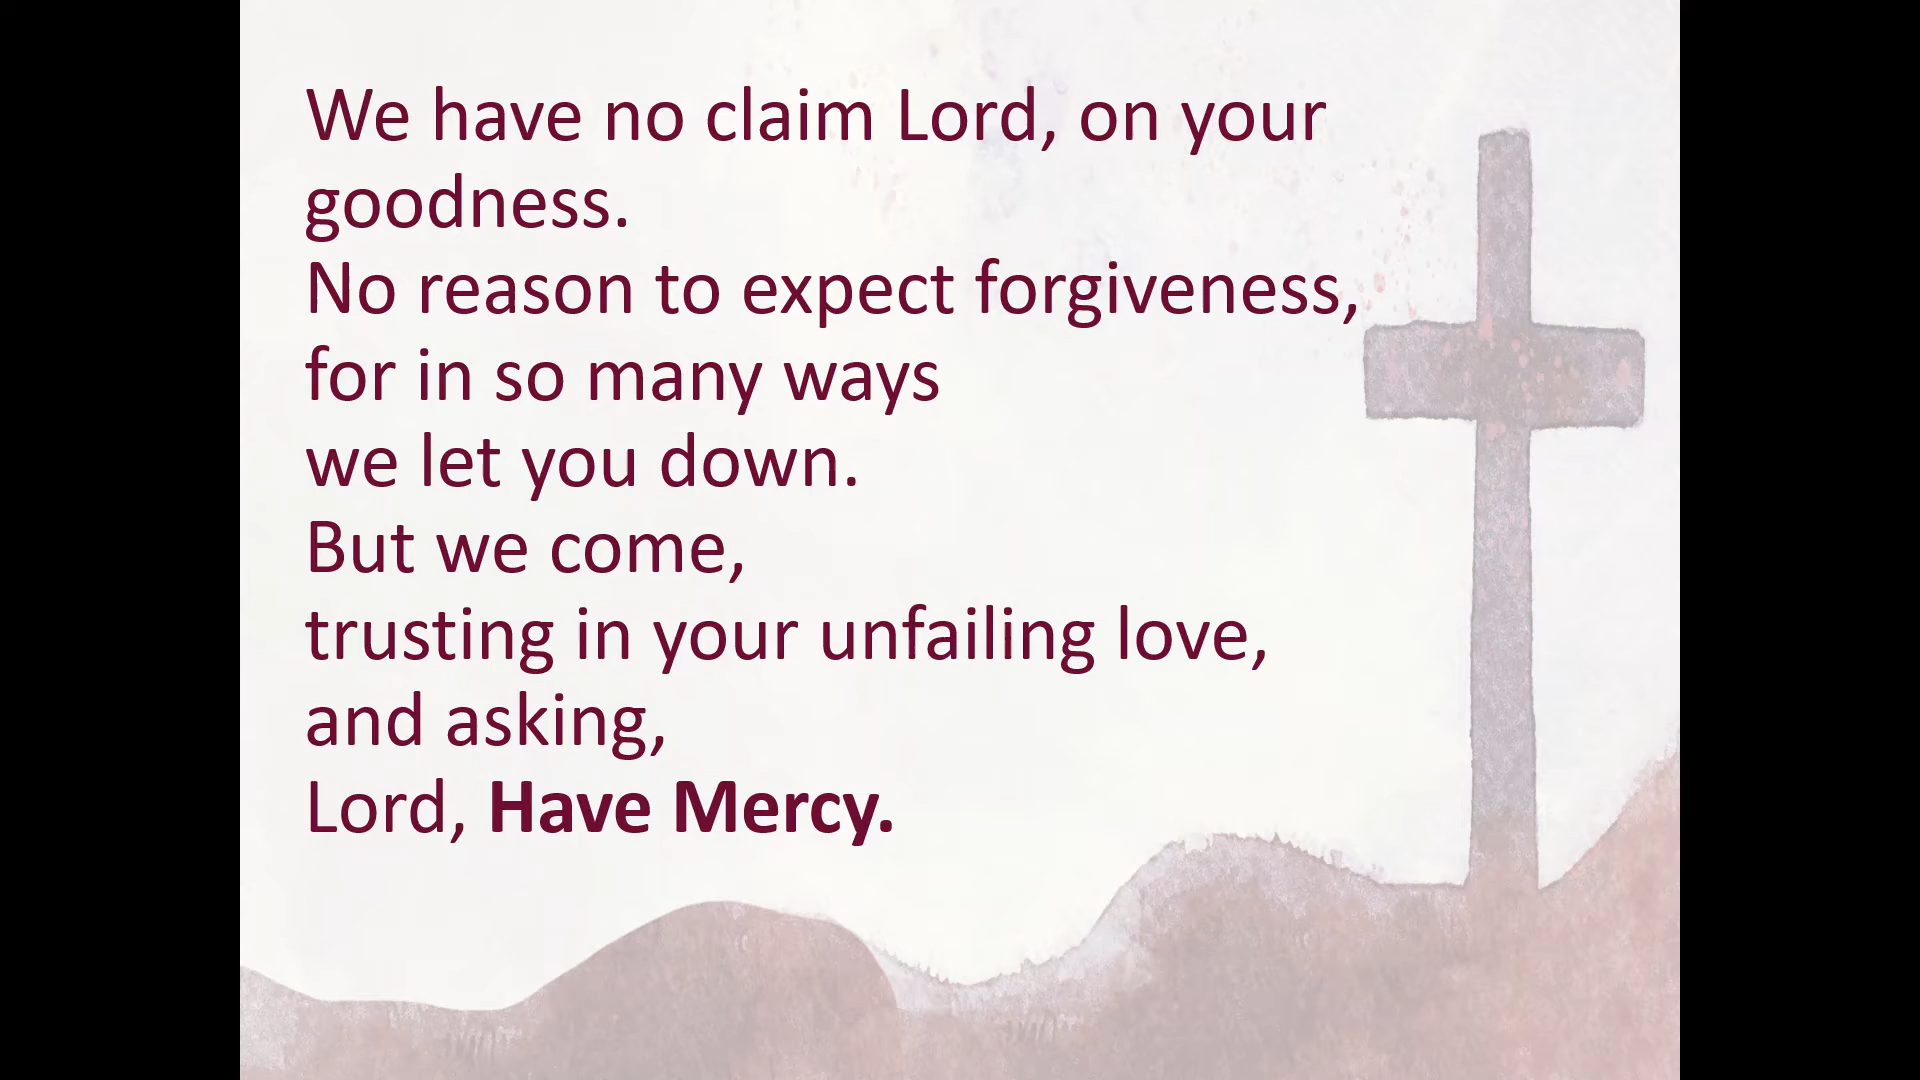 We have no claim Lord, on your
goodness.
No reason to expect forgiveness,
for in so many ways
we let you down.
But we come,
trusting in your unfailing love,
and asking,
Lord, Have Mercy.